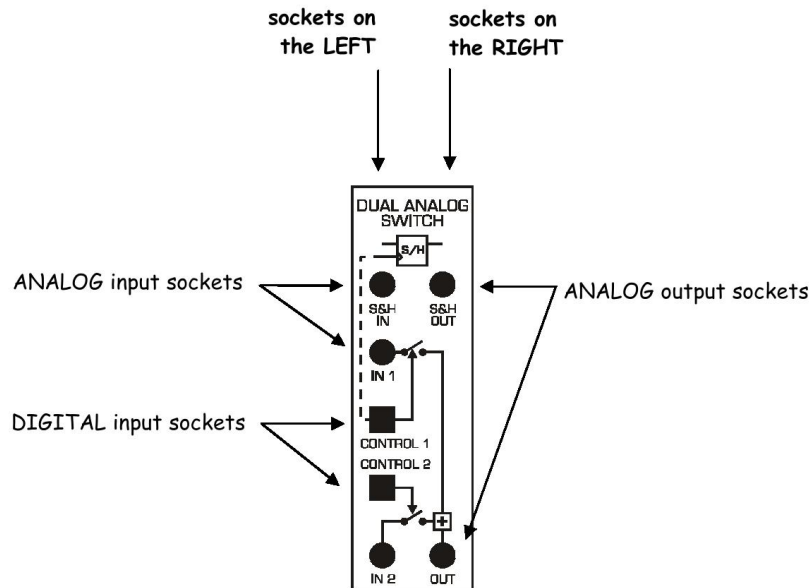 sockets on
the LEFT
sockets on
the RIGHT
DUAL ANALOG
SWITCH
S/H
ANALOG input sockets
ANALOG output sockets
S&H
IN
S&H
OUT
IN 1
DIGITAL input sockets
CONTROL 1
CONTROL 2
+
IN 2
OUT